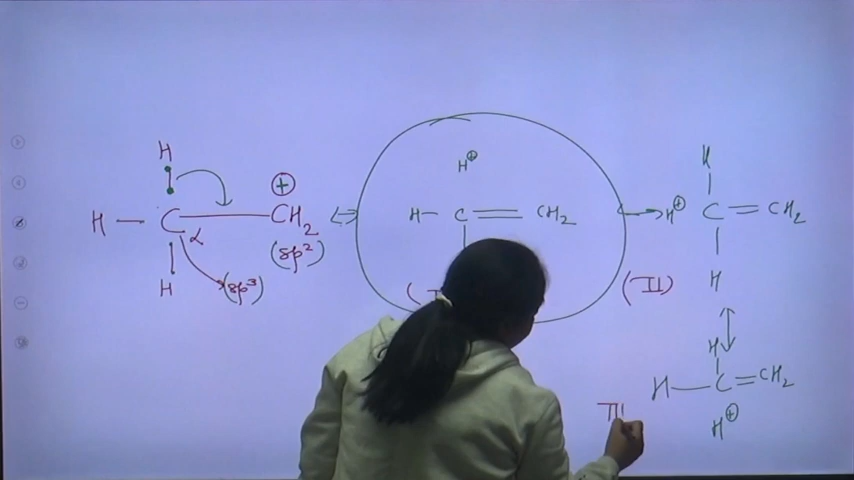 H
H — C — CH₂ ⊕
α
(sp²)
H
(sp³)
⇔
H⊕
H — C = CH₂
(I
→
H
H⊕ C = CH₂
H
(II)
↕
H
H — C = CH₂
H⊕
III